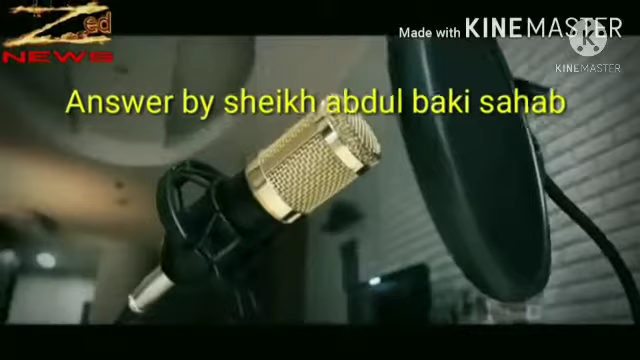 Zed
NEWS
Made with KINEMASTER
KINEMASTER
Answer by sheikh abdul baki sahab